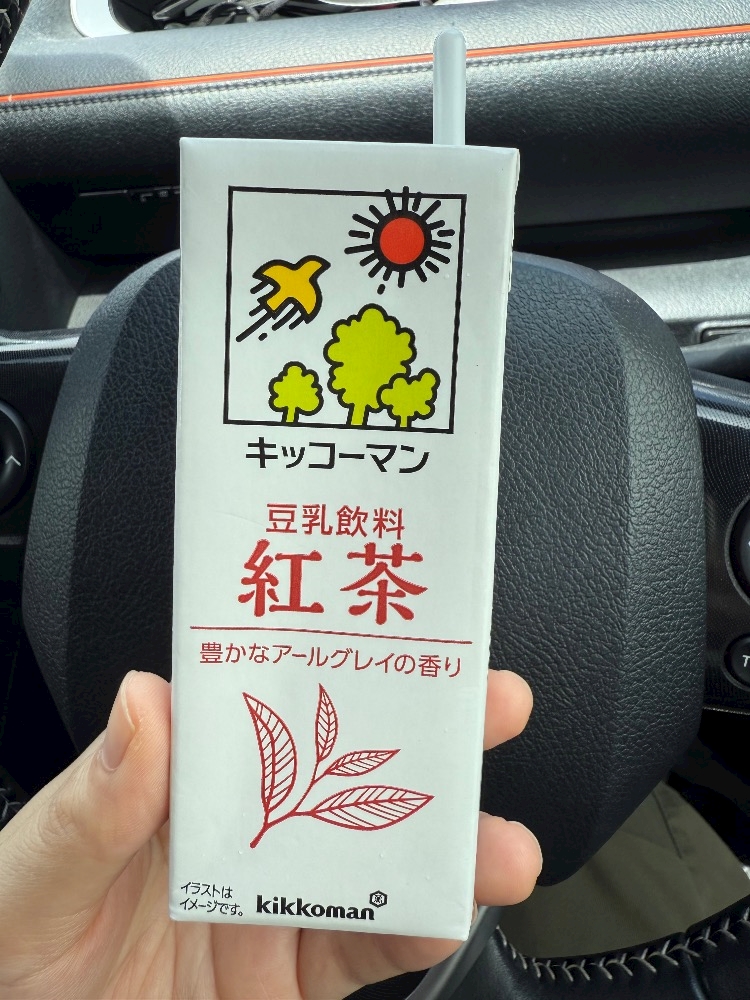 キッコーマン
豆乳飲料
紅茶
豊かなアールグレイの香り
イラストは
イメージです。
kikkoman